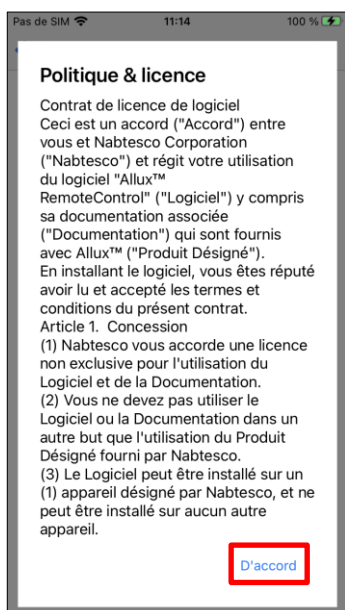 Pas de SIM 11:14 100 %
Politique & licence
Contrat de licence de logiciel
Ceci est un accord ("Accord") entre
vous et Nabtesco Corporation
("Nabtesco") et régit votre utilisation
du logiciel "Allux™
RemoteControl" ("Logiciel") y compris
sa documentation associée
("Documentation") qui sont fournis
avec Allux™ ("Produit Désigné").
En installant le logiciel, vous êtes réputé
avoir lu et accepté les termes et
conditions du présent contrat.
Article 1.  Concession
(1) Nabtesco vous accorde une licence
non exclusive pour l'utilisation du
Logiciel et de la Documentation.
(2) Vous ne devez pas utiliser le
Logiciel ou la Documentation dans un
autre but que l'utilisation du Produit
Désigné fourni par Nabtesco.
(3) Le Logiciel peut être installé sur un
(1) appareil désigné par Nabtesco, et ne
peut être installé sur aucun autre
appareil.
D'accord